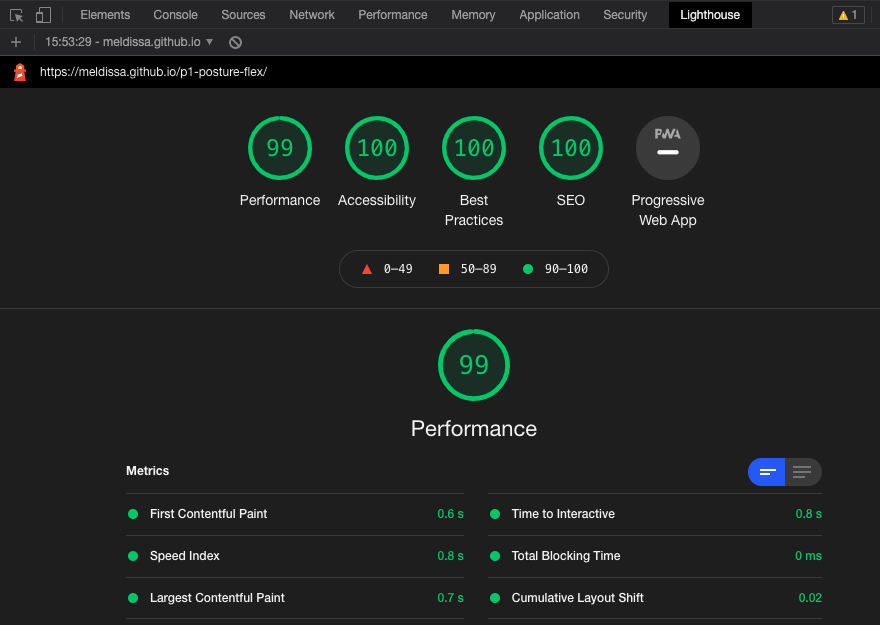 Elements Console Sources Network Performance Memory Application Security Lighthouse 1
15:53:29 - meldissa.github.io
https://meldissa.github.io/p1-posture-flex/
99 100 100 100 PWA
Performance Accessibility Best Practices SEO Progressive Web App
0–49 50–89 90–100
99
Performance
Metrics
First Contentful Paint 0.6 s Time to Interactive 0.8 s
Speed Index 0.8 s Total Blocking Time 0 ms
Largest Contentful Paint 0.7 s Cumulative Layout Shift 0.02